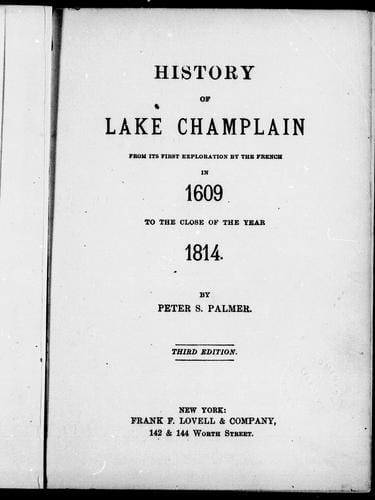 HISTORY
OF
LAKE CHAMPLAIN
FROM ITS FIRST EXPLORATION BY THE FRENCH
IN
1609
TO THE CLOSE OF THE YEAR
1814.
BY
PETER S. PALMER.
THIRD EDITION.
NEW YORK:
FRANK F. LOVELL & COMPANY,
142 & 144 WORTH STREET.